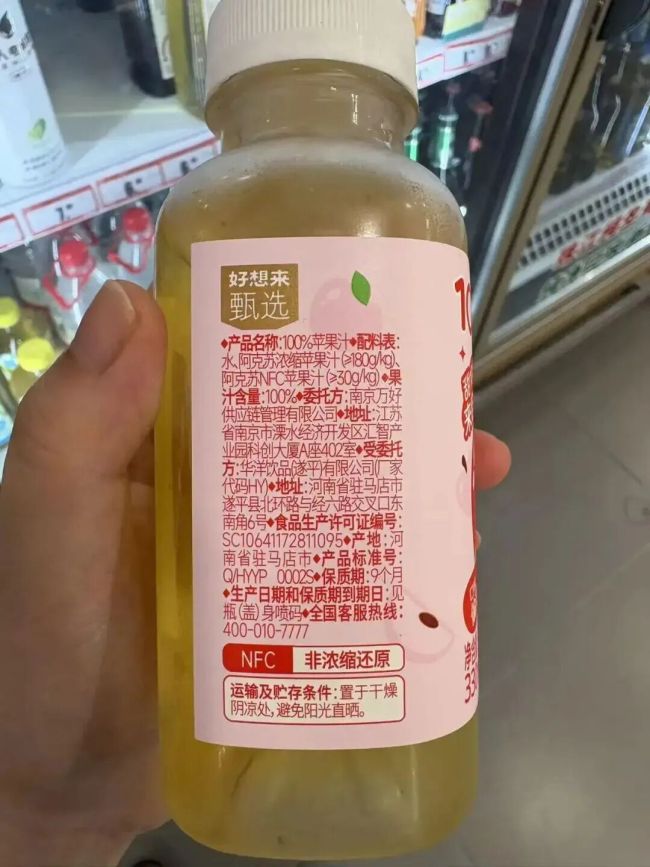 好想来
甄选
◆产品名称:100%苹果汁◆配料表:
水、阿克苏浓缩苹果汁(≥180g/kg)、
阿克苏NFC苹果汁(≥30g/kg)◆果
汁含量:100%◆委托方:南京万好
供应链管理有限公司◆地址:江苏
省南京市溧水经济开发区汇智产
业园科创大厦A座402室◆受委托
方:华洋饮品(遂平)有限公司(厂家
代码HY)◆地址:河南省驻马店市
遂平县北环路与经六路交叉口东
南角6号◆食品生产许可证编号:
SC10641172811095◆产地:河
南省驻马店市◆产品标准号:
Q/HYYP 0002S◆保质期:9个月
◆生产日期和保质期到期日:见
瓶(盖)身喷码◆全国客服热线:
400-010-7777
NFC 非浓缩还原
运输及贮存条件:置于干燥
阴凉处,避免阳光直晒。
10
净含
330